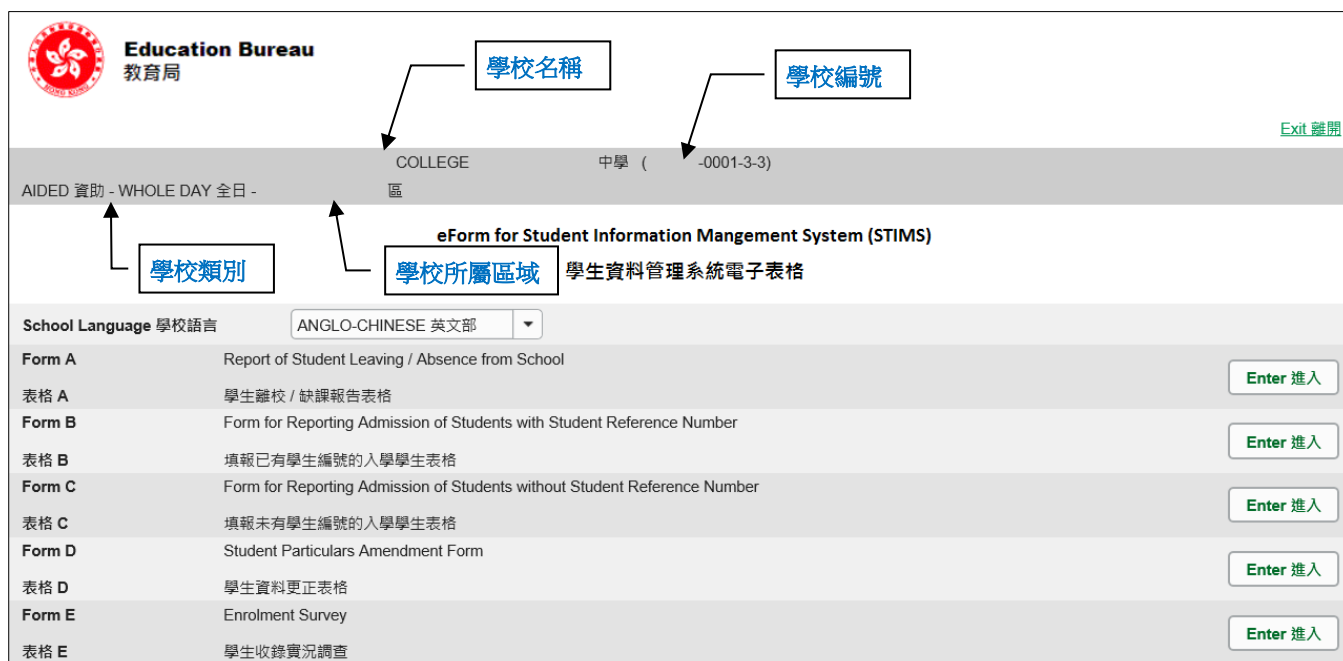 Education Bureau
教育局
學校名稱
學校編號
Exit 離開
COLLEGE 中學 ( -0001-3-3)
AIDED 資助 - WHOLE DAY 全日 - 區
eForm for Student Information Mangement System (STIMS)
學校類別
學校所屬區域
學生資料管理系統電子表格
School Language 學校語言 ANGLO-CHINESE 英文部
Form A Report of Student Leaving / Absence from School
Enter 進入
表格 A 學生離校 / 缺課報告表格
Form B Form for Reporting Admission of Students with Student Reference Number
Enter 進入
表格 B 填報已有學生編號的入學學生表格
Form C Form for Reporting Admission of Students without Student Reference Number
Enter 進入
表格 C 填報未有學生編號的入學學生表格
Form D Student Particulars Amendment Form
Enter 進入
表格 D 學生資料更正表格
Form E Enrolment Survey
Enter 進入
表格 E 學生收錄實況調查